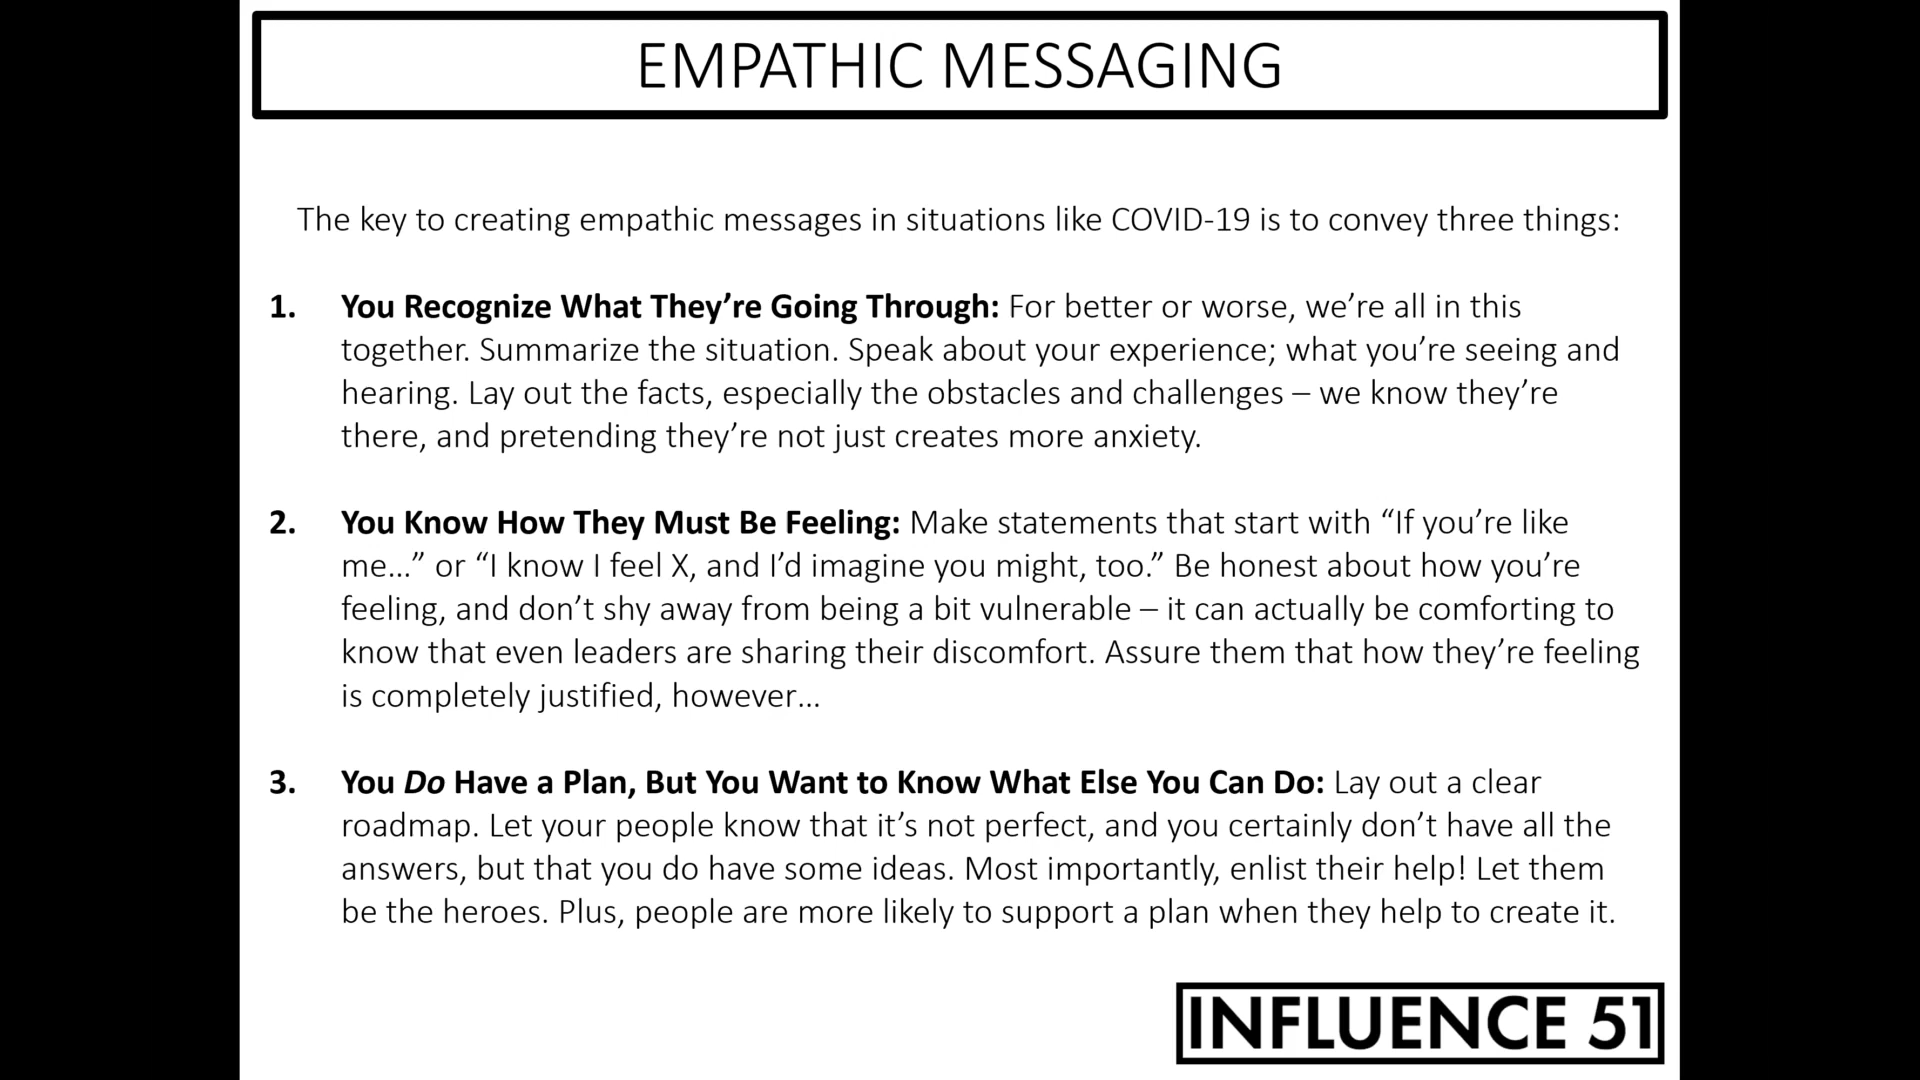 EMPATHIC MESSAGING
The key to creating empathic messages in situations like COVID-19 is to convey three things:
1. You Recognize What They’re Going Through: For better or worse, we’re all in this
together. Summarize the situation. Speak about your experience; what you’re seeing and
hearing. Lay out the facts, especially the obstacles and challenges – we know they’re
there, and pretending they’re not just creates more anxiety.
2. You Know How They Must Be Feeling: Make statements that start with “If you’re like
me…” or “I know I feel X, and I’d imagine you might, too.” Be honest about how you’re
feeling, and don’t shy away from being a bit vulnerable – it can actually be comforting to
know that even leaders are sharing their discomfort. Assure them that how they’re feeling
is completely justified, however…
3. You Do Have a Plan, But You Want to Know What Else You Can Do: Lay out a clear
roadmap. Let your people know that it’s not perfect, and you certainly don’t have all the
answers, but that you do have some ideas. Most importantly, enlist their help! Let them
be the heroes. Plus, people are more likely to support a plan when they help to create it.
INFLUENCE 51